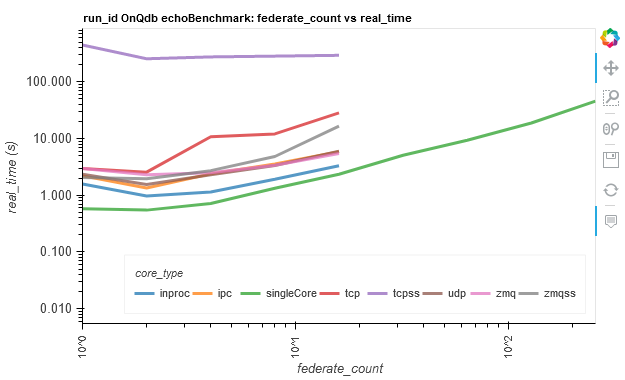 run_id OnQdb echoBenchmark: federate_count vs real_time
real_time (s)
100.000
10.000
1.000
0.100
0.010
core_type
inproc ipc singleCore tcp tcpss udp zmq zmqss
10^0 10^1 10^2
federate_count